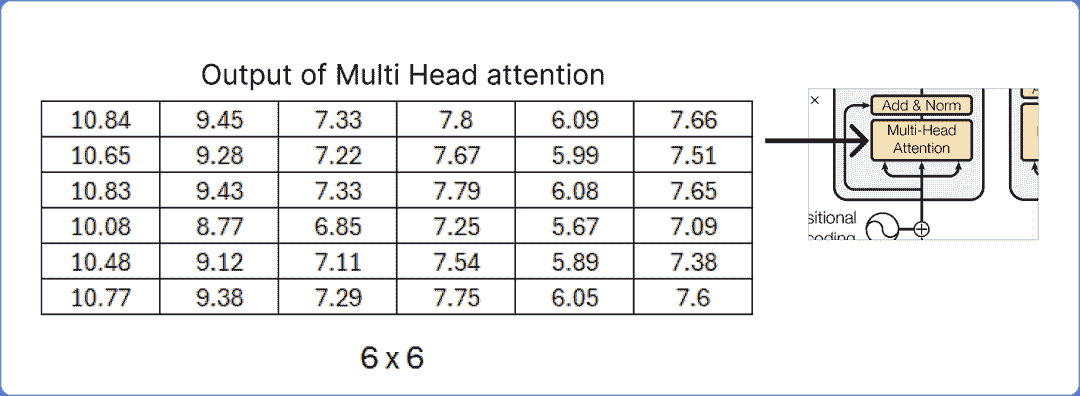 Output of Multi Head attention
10.84 9.45 7.33 7.8 6.09 7.66
10.65 9.28 7.22 7.67 5.99 7.51
10.83 9.43 7.33 7.79 6.08 7.65
10.08 8.77 6.85 7.25 5.67 7.09
10.48 9.12 7.11 7.54 5.89 7.38
10.77 9.38 7.29 7.75 6.05 7.6
6 x 6
Add & Norm
Multi-Head
Attention
sitional
coding